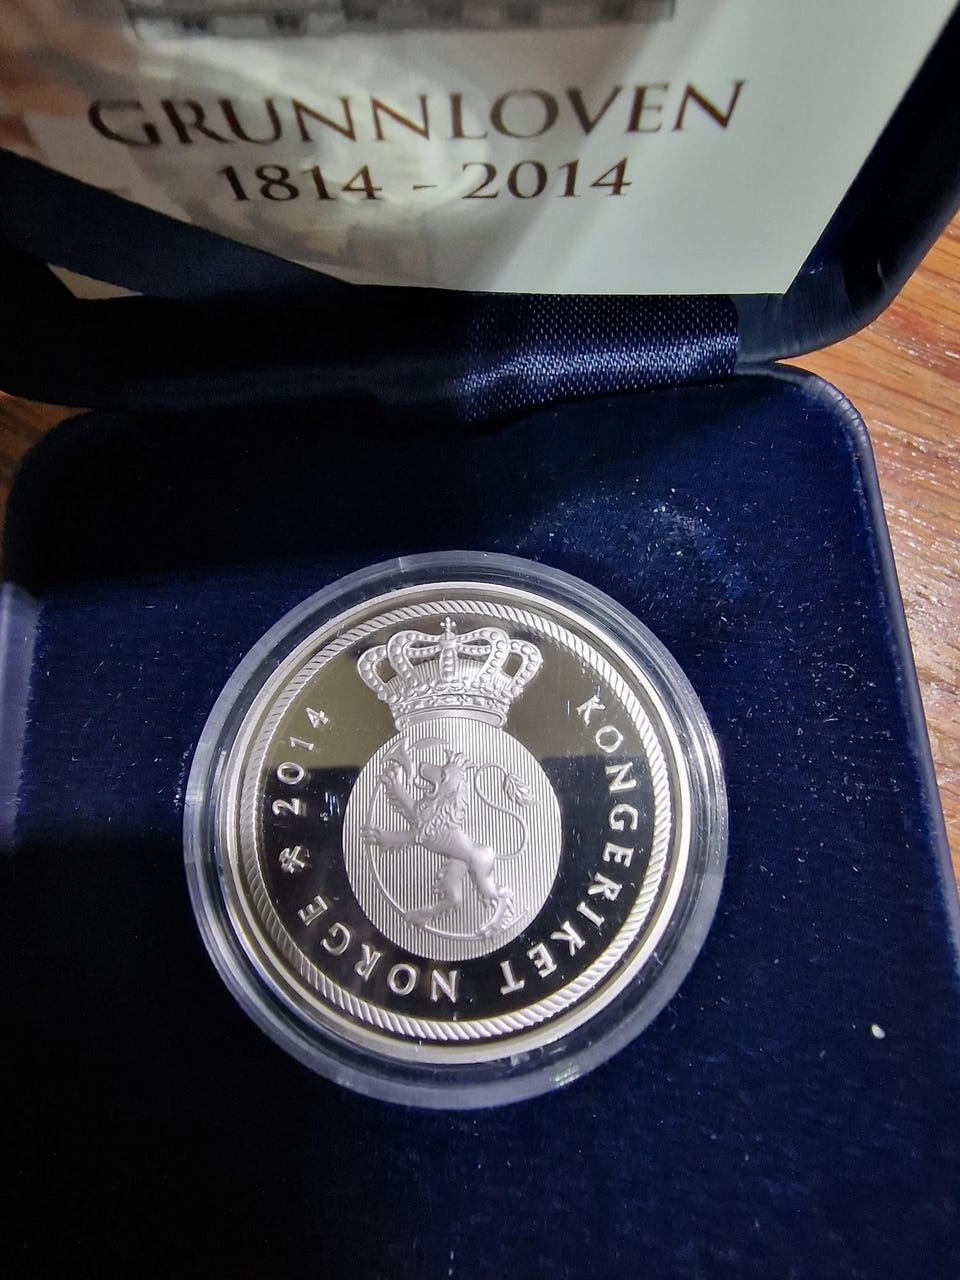 GRUNNLOVEN
1814 - 2014
KONGERIKET NORGE ⚒ 2014